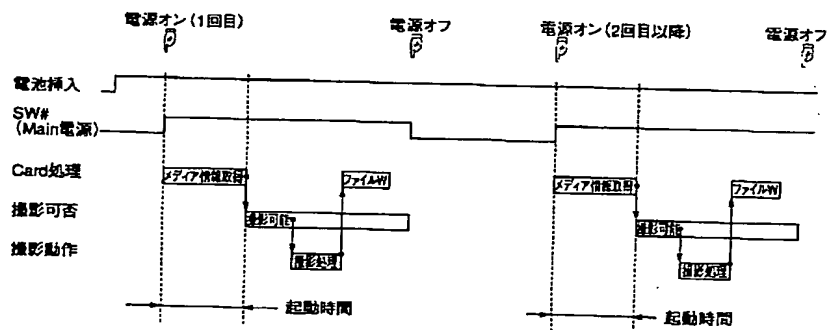 電源オン(1回目)
電源オフ
電源オン(2回目以降)
電源オフ
電池挿入
SW#
(Main電源)
Card処理
メディア情報取得
ファイルW
メディア情報取得
ファイルW
撮影可否
撮影可能
撮影可能
撮影動作
撮影処理
撮影処理
起動時間
起動時間